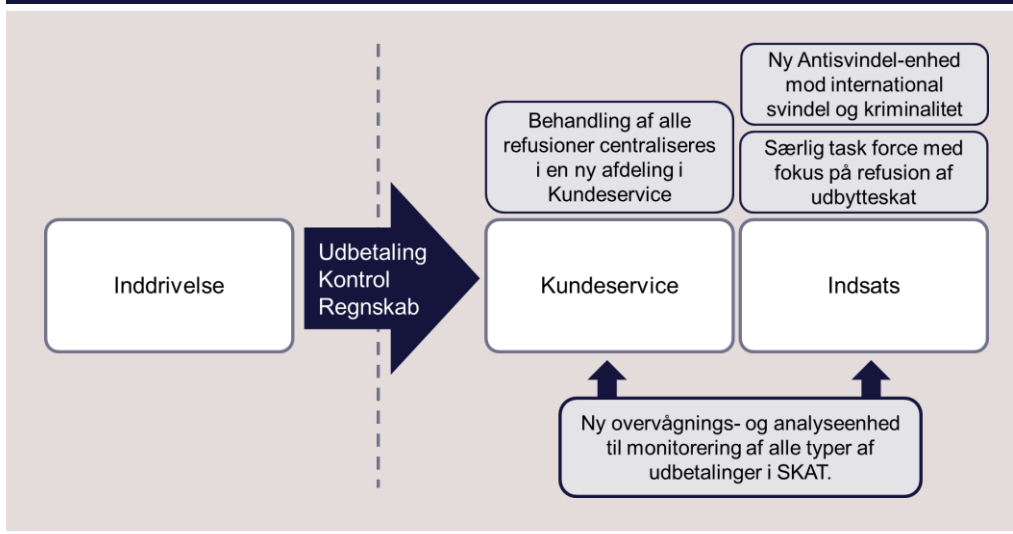 Ny Antisvindel-enhed
mod international
svindel og kriminalitet
Behandling af alle
refusioner centraliseres
i en ny afdeling i
Kundeservice
Særlig task force med
fokus på refusion af
udbytteskat
Inddrivelse
Udbetaling
Kontrol
Regnskab
Kundeservice
Indsats
Ny overvågnings- og analyseenhed
til monitorering af alle typer af
udbetalinger i SKAT.